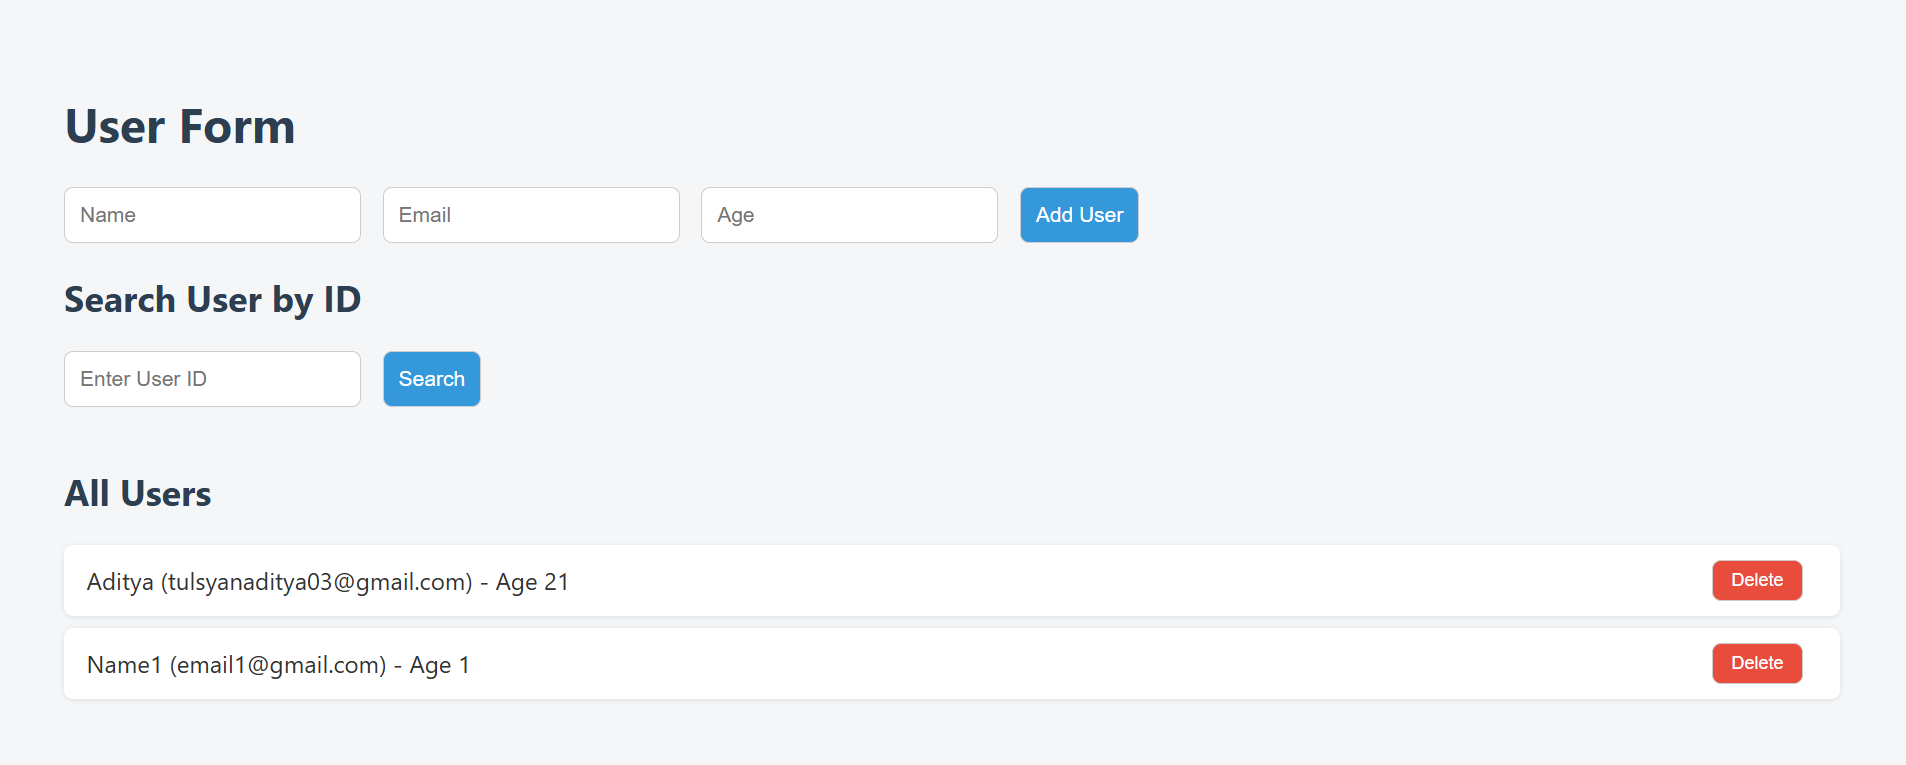 User Form
Name Email Age Add User
Search User by ID
Enter User ID Search
All Users
Aditya (tulsyanaditya03@gmail.com) - Age 21 Delete
Name1 (email1@gmail.com) - Age 1 Delete